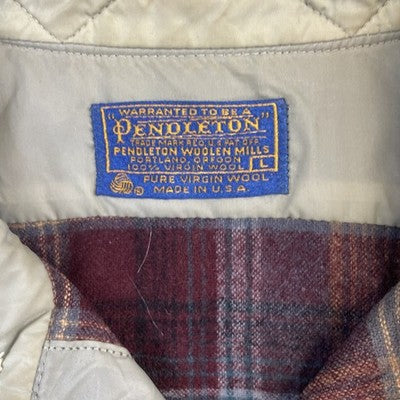 "WARRANTED TO BE A
PENDLETON"
TRADE MARK REG. U.S. PAT. OFF.
PENDLETON WOOLEN MILLS
PORTLAND, OREGON
100% VIRGIN WOOL
L
PURE VIRGIN WOOL
MADE IN U.S.A.